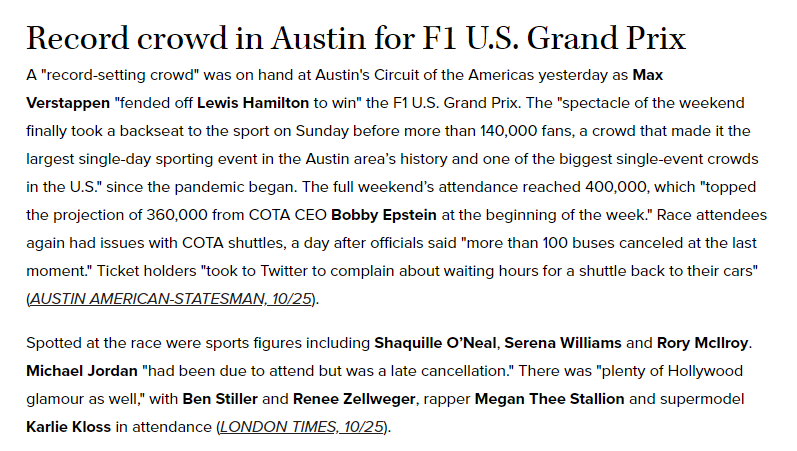 Record crowd in Austin for F1 U.S. Grand Prix
A "record-setting crowd" was on hand at Austin's Circuit of the Americas yesterday as Max
Verstappen "fended off Lewis Hamilton to win" the F1 U.S. Grand Prix. The "spectacle of the weekend
finally took a backseat to the sport on Sunday before more than 140,000 fans, a crowd that made it the
largest single-day sporting event in the Austin area’s history and one of the biggest single-event crowds
in the U.S." since the pandemic began. The full weekend’s attendance reached 400,000, which "topped
the projection of 360,000 from COTA CEO Bobby Epstein at the beginning of the week." Race attendees
again had issues with COTA shuttles, a day after officials said "more than 100 buses canceled at the last
moment." Ticket holders "took to Twitter to complain about waiting hours for a shuttle back to their cars"
(AUSTIN AMERICAN-STATESMAN, 10/25).
Spotted at the race were sports figures including Shaquille O’Neal, Serena Williams and Rory McIlroy.
Michael Jordan "had been due to attend but was a late cancellation." There was "plenty of Hollywood
glamour as well," with Ben Stiller and Renee Zellweger, rapper Megan Thee Stallion and supermodel
Karlie Kloss in attendance (LONDON TIMES, 10/25).